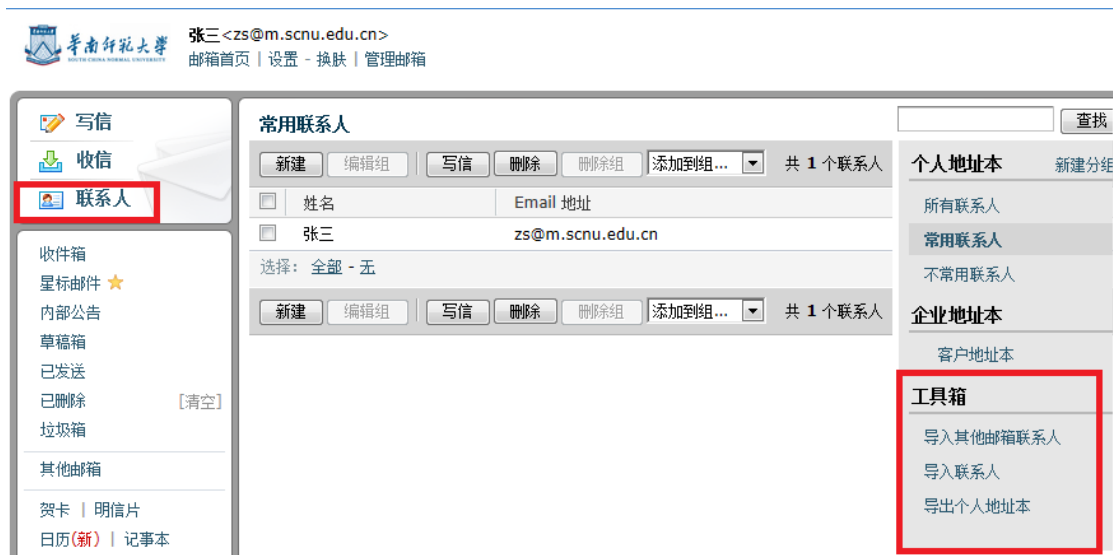 华南师范大学
SOUTH CHINA NORMAL UNIVERSITY
张三<zs@m.scnu.edu.cn>
邮箱首页 | 设置 - 换肤 | 管理邮箱
写信
收信
联系人
收件箱
星标邮件
内部公告
草稿箱
已发送
已删除 [清空]
垃圾箱
其他邮箱
贺卡 | 明信片
日历(新) | 记事本
常用联系人
新建 编辑组 写信 删除 删除组 添加到组... 共 1 个联系人
姓名 Email 地址
张三 zs@m.scnu.edu.cn
选择: 全部 - 无
新建 编辑组 写信 删除 删除组 添加到组... 共 1 个联系人
查找
个人地址本 新建分组
所有联系人
常用联系人
不常用联系人
企业地址本
客户地址本
工具箱
导入其他邮箱联系人
导入联系人
导出个人地址本